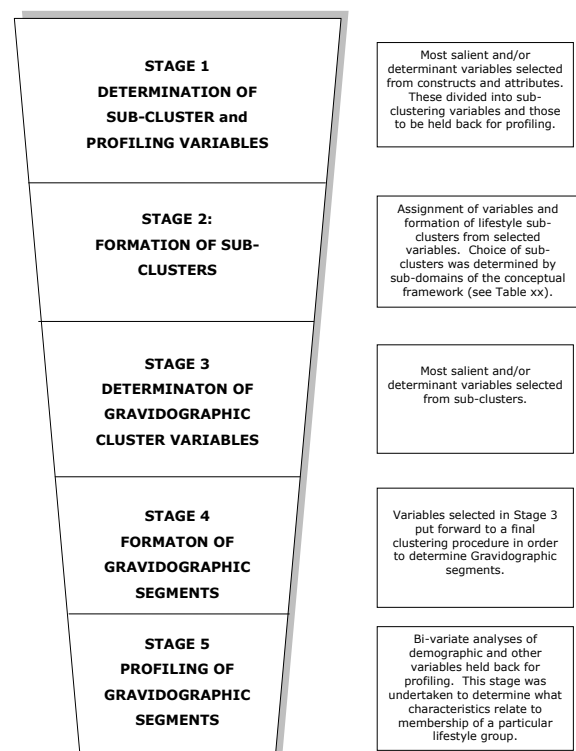 STAGE 1
DETERMINATION OF
SUB-CLUSTER and
PROFILING VARIABLES
Most salient and/or
determinant variables selected
from constructs and attributes.
These divided into sub-
clustering variables and those
to be held back for profiling.
STAGE 2:
FORMATION OF SUB-
CLUSTERS
Assignment of variables and
formation of lifestyle sub-
clusters from selected
variables. Choice of sub-
clusters was determined by
sub-domains of the conceptual
framework (see Table xx).
STAGE 3
DETERMINATON OF
GRAVIDOGRAPHIC
CLUSTER VARIABLES
Most salient and/or
determinant variables selected
from sub-clusters.
STAGE 4
FORMATON OF
GRAVIDOGRAPHIC
SEGMENTS
Variables selected in Stage 3
put forward to a final
clustering procedure in order
to determine Gravidographic
segments.
STAGE 5
PROFILING OF
GRAVIDOGRAPHIC
SEGMENTS
Bi-variate analyses of
demographic and other
variables held back for
profiling. This stage was
undertaken to determine what
characteristics relate to
membership of a particular
lifestyle group.